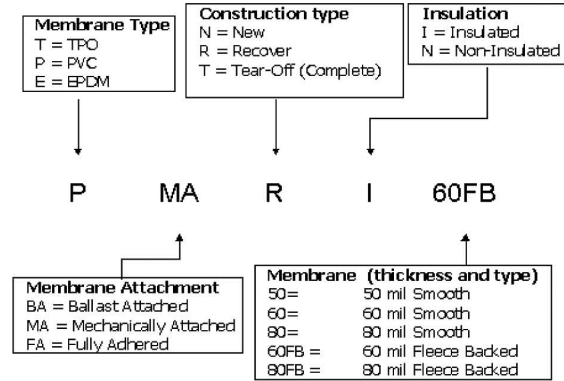 Membrane Type
T = TPO
P = PVC
E = EPDM
Construction type
N = New
R = Recover
T = Tear-Off (Complete)
Insulation
I = Insulated
N = Non-Insulated
P MA R I 60FB
Membrane Attachment
BA = Ballast Attached
MA = Mechanically Attached
FA = Fully Adhered
Membrane (thickness and type)
50= 50 mil Smooth
60= 60 mil Smooth
80= 80 mil Smooth
60FB = 60 mil Fleece Backed
80FB = 80 mil Fleece Backed